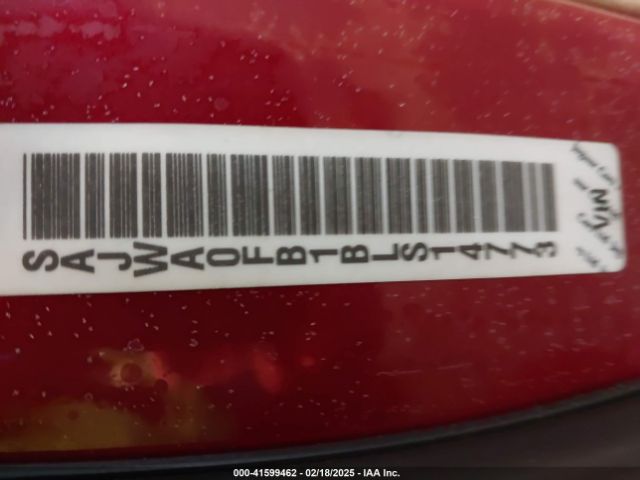 SAJWA0FB1BLS14773
VIN
000-41599462 - 02/18/2025 - IAA Inc.